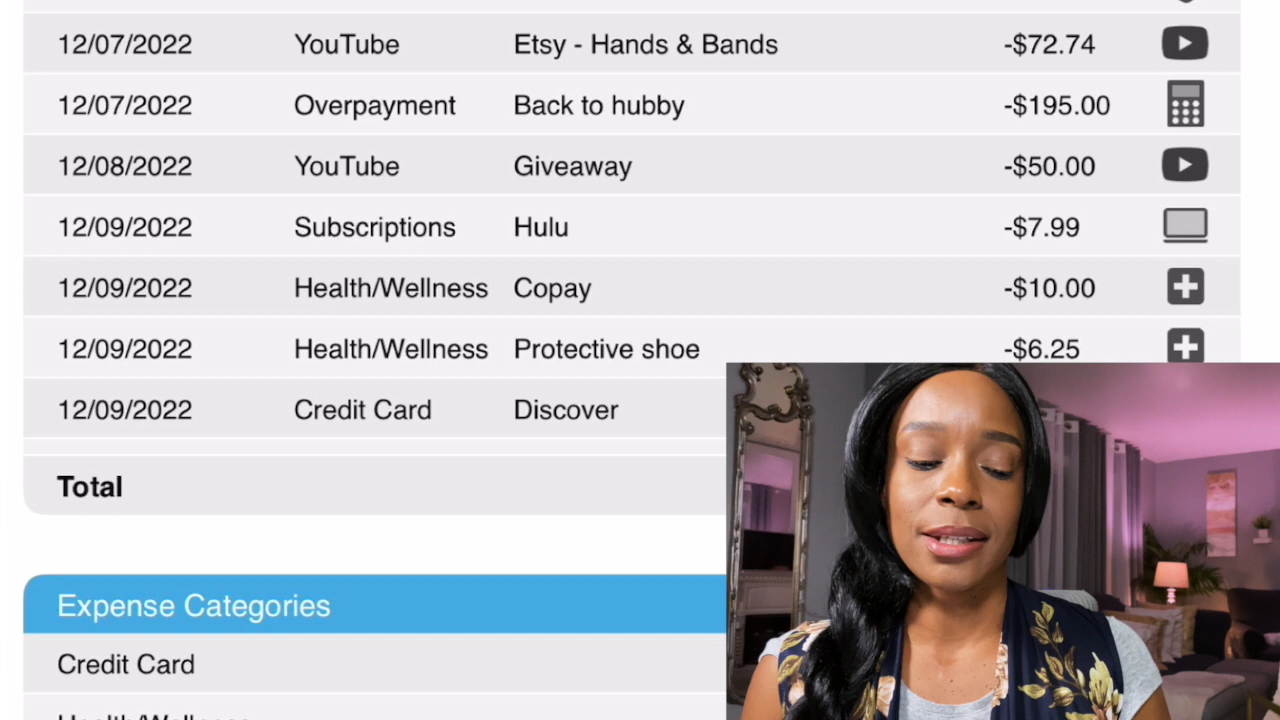 12/07/2022 YouTube Etsy - Hands & Bands -$72.74
12/07/2022 Overpayment Back to hubby -$195.00
12/08/2022 YouTube Giveaway -$50.00
12/09/2022 Subscriptions Hulu -$7.99
12/09/2022 Health/Wellness Copay -$10.00
12/09/2022 Health/Wellness Protective shoe -$6.25
12/09/2022 Credit Card Discover
Total
Expense Categories
Credit Card
Health/Wellness